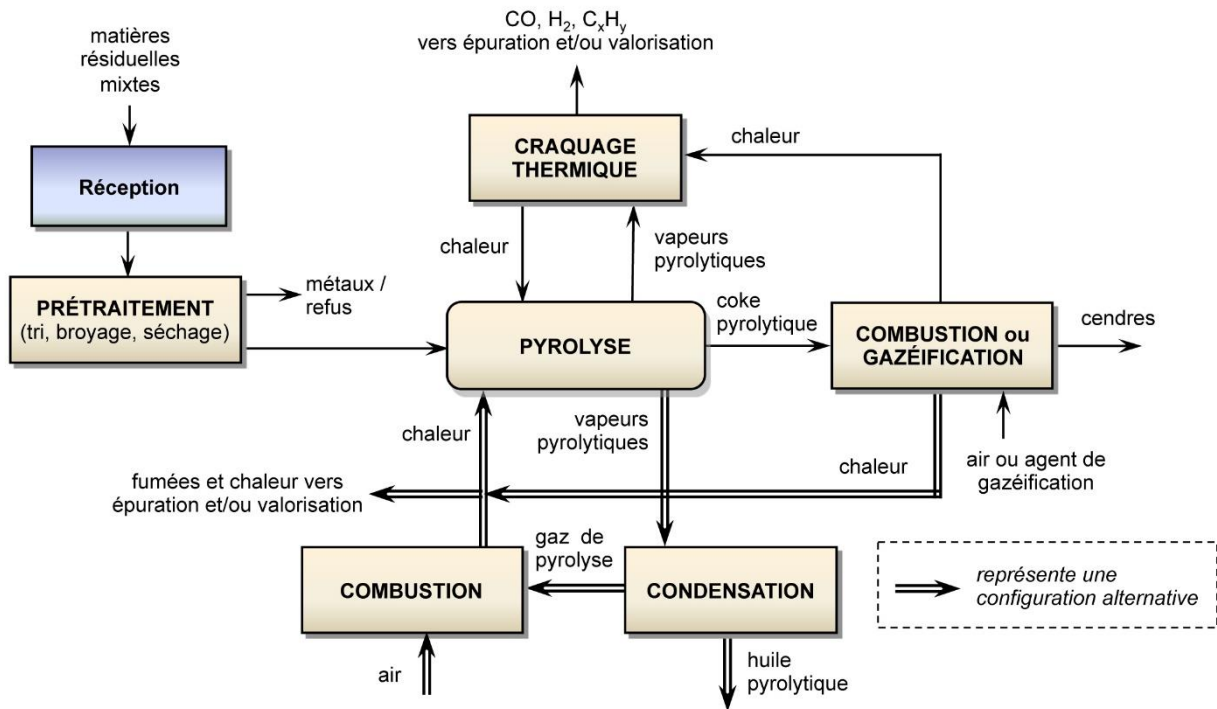 CO, H₂, CₓHᵧ
vers épuration et/ou valorisation
matières
résiduelles
mixtes
Réception
CRAQUAGE
THERMIQUE
chaleur
chaleur
vapeurs
pyrolytiques
PRÉTRAITEMENT
(tri, broyage, séchage)
métaux /
refus
PYROLYSE
coke
pyrolytique
COMBUSTION ou
GAZÉIFICATION
cendres
chaleur
vapeurs
pyrolytiques
chaleur
air ou agent de
gazéification
fumées et chaleur vers
épuration et/ou valorisation
gaz de
pyrolyse
COMBUSTION
CONDENSATION
représente une
configuration alternative
air
huile
pyrolytique